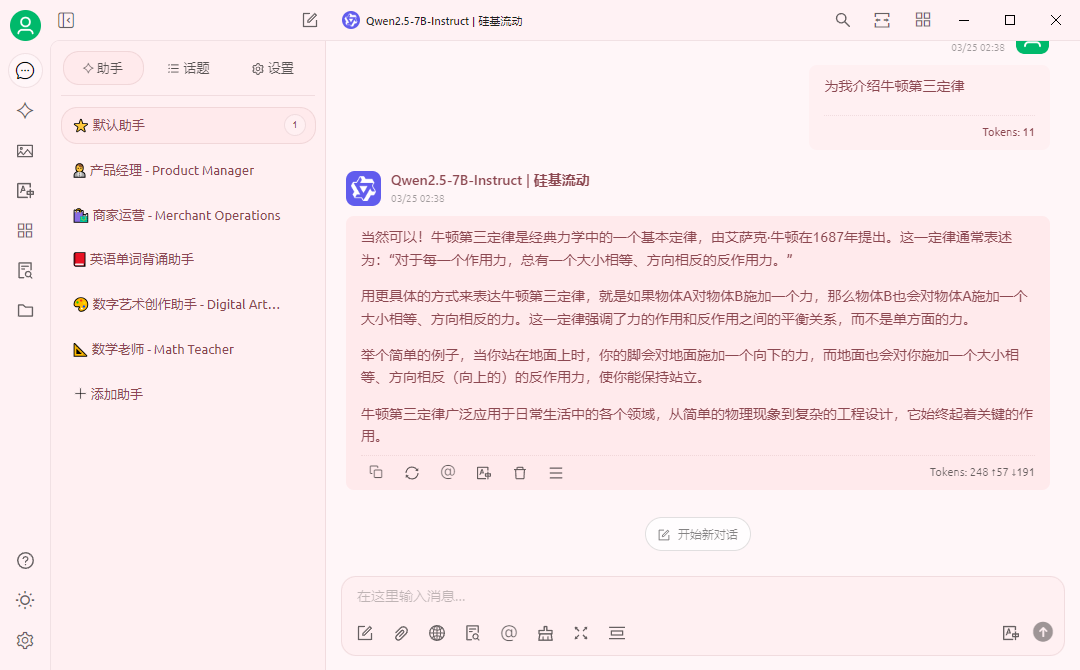 Qwen2.5-7B-Instruct | 硅基流动
助手
话题
设置
默认助手
1
产品经理 - Product Manager
商家运营 - Merchant Operations
英语单词背诵助手
数字艺术创作助手 - Digital Art...
数学老师 - Math Teacher
添加助手
03/25 02:38
为我介绍牛顿第三定律
Tokens: 11
Qwen2.5-7B-Instruct | 硅基流动
03/25 02:38
当然可以！牛顿第三定律是经典力学中的一个基本定律，由艾萨克·牛顿在1687年提出。这一定律通常表述
为：“对于每一个作用力，总有一个大小相等、方向相反的反作用力。”
用更具体的方式来表达牛顿第三定律，就是如果物体A对物体B施加一个力，那么物体B也会对物体A施加一个
大小相等、方向相反的力。这一定律强调了力的作用和反作用之间的平衡关系，而不是单方面的力。
举个简单的例子，当你站在地面上时，你的脚会对地面施加一个向下的力，而地面也会对你施加一个大小相
等、方向相反（向上的）的反作用力，使你能保持站立。
牛顿第三定律广泛应用于日常生活中的各个领域，从简单的物理现象到复杂的工程设计，它始终起着关键的作
用。
Tokens: 248 ↑57 ↓191
开始新对话
在这里输入消息...